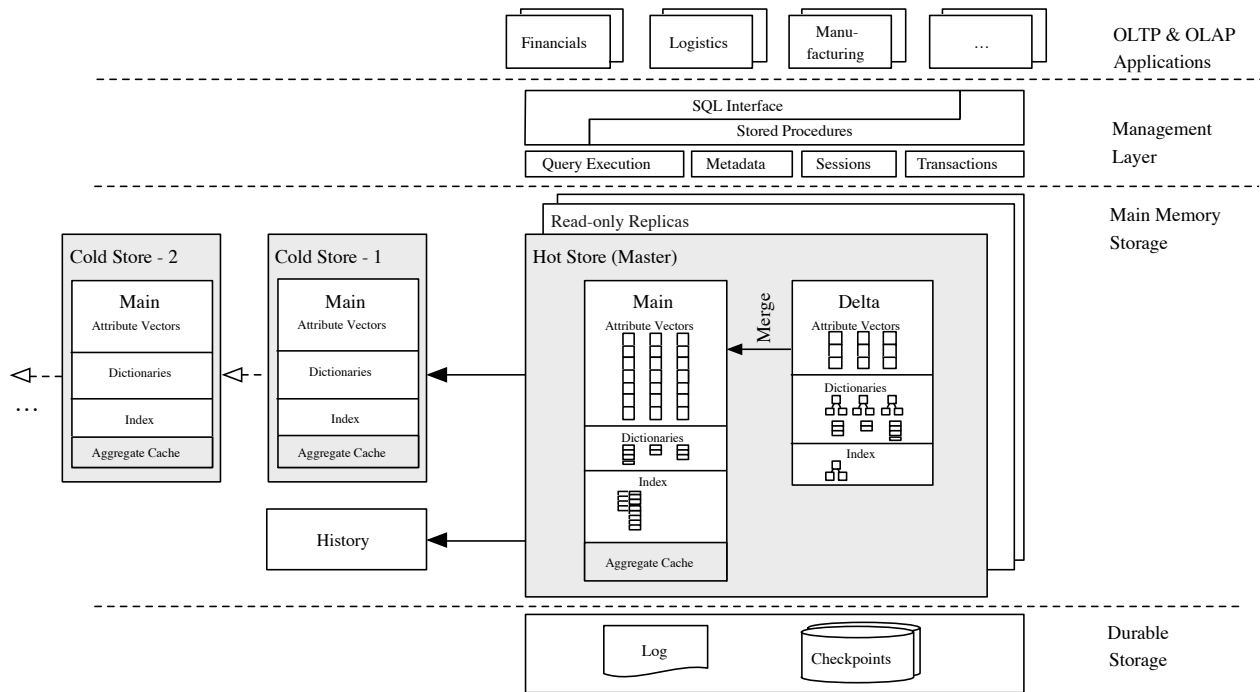 Financials
Logistics
Manu-
facturing
…
OLTP & OLAP
Applications
SQL Interface
Stored Procedures
Query Execution
Metadata
Sessions
Transactions
Management
Layer
Main Memory
Storage
Read-only Replicas
Hot Store (Master)
Main
Attribute Vectors
Dictionaries
Index
Aggregate Cache
Merge
Delta
Attribute Vectors
Dictionaries
Index
Cold Store - 1
Main
Attribute Vectors
Dictionaries
Index
Aggregate Cache
Cold Store - 2
Main
Attribute Vectors
Dictionaries
Index
Aggregate Cache
…
History
Log
Checkpoints
Durable
Storage